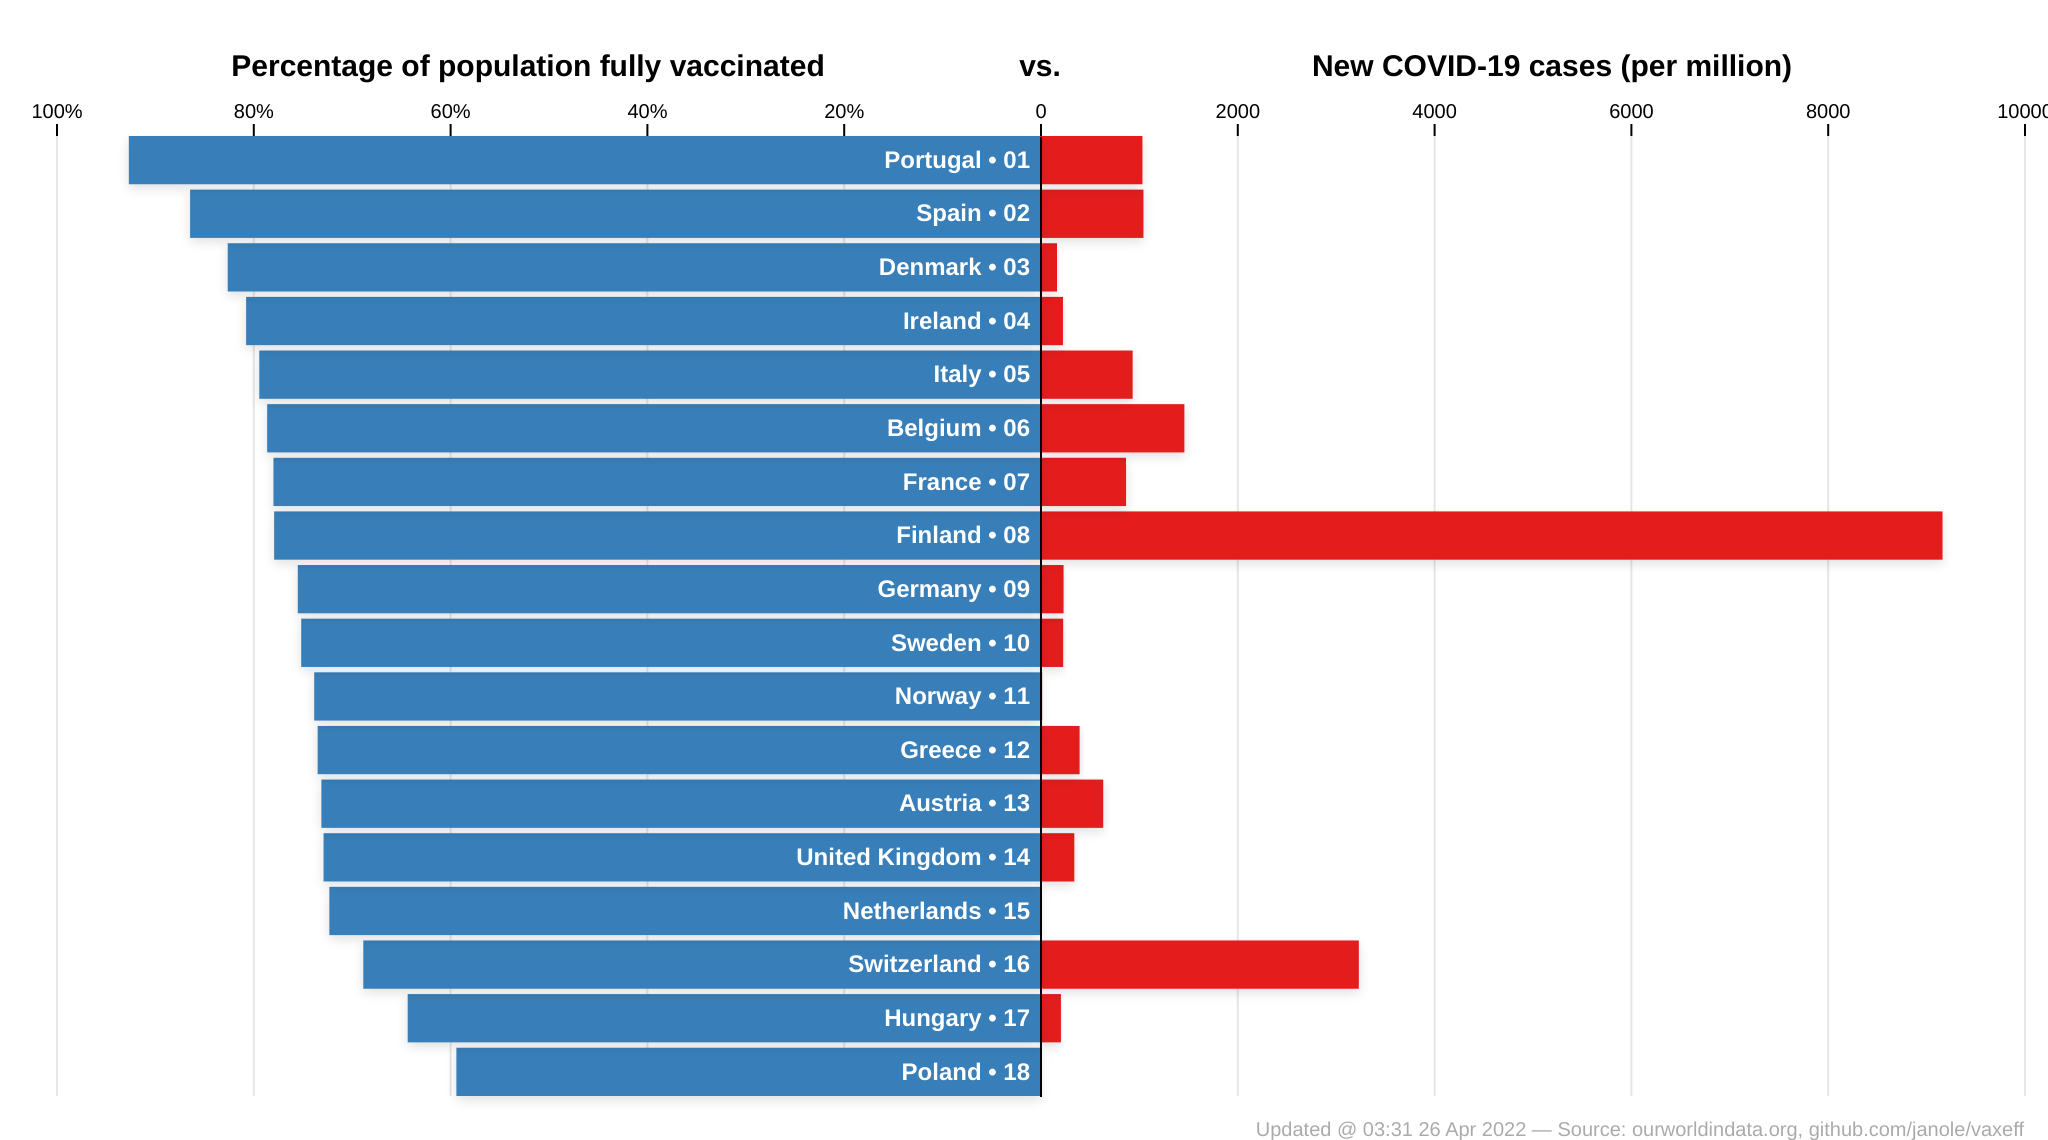 Percentage of population fully vaccinated vs. New COVID-19 cases (per million)
100% 80% 60% 40% 20% 0 2000 4000 6000 8000 10000
Portugal • 01
Spain • 02
Denmark • 03
Ireland • 04
Italy • 05
Belgium • 06
France • 07
Finland • 08
Germany • 09
Sweden • 10
Norway • 11
Greece • 12
Austria • 13
United Kingdom • 14
Netherlands • 15
Switzerland • 16
Hungary • 17
Poland • 18
Updated @ 03:31 26 Apr 2022 — Source: ourworldindata.org, github.com/janole/vaxeff